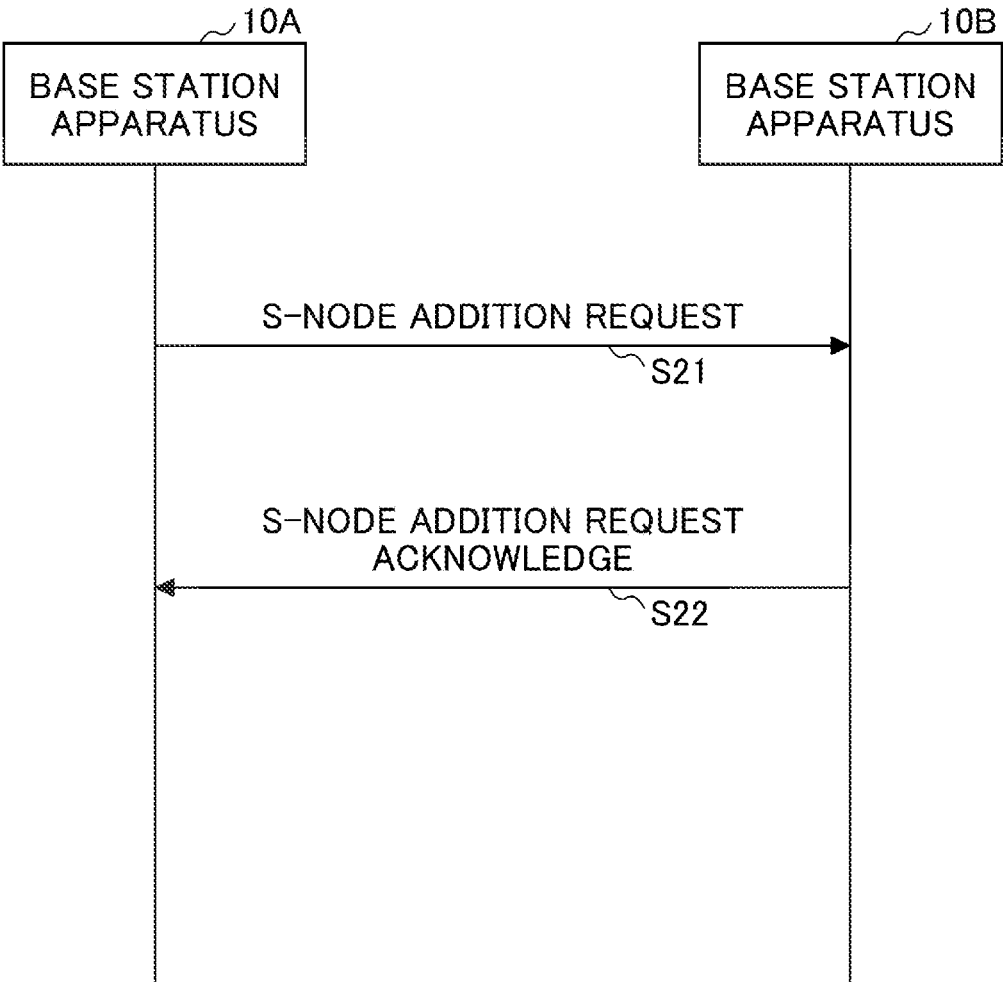 10A
10B
BASE STATION
APPARATUS
BASE STATION
APPARATUS
S-NODE ADDITION REQUEST
S21
S-NODE ADDITION REQUEST
ACKNOWLEDGE
S22